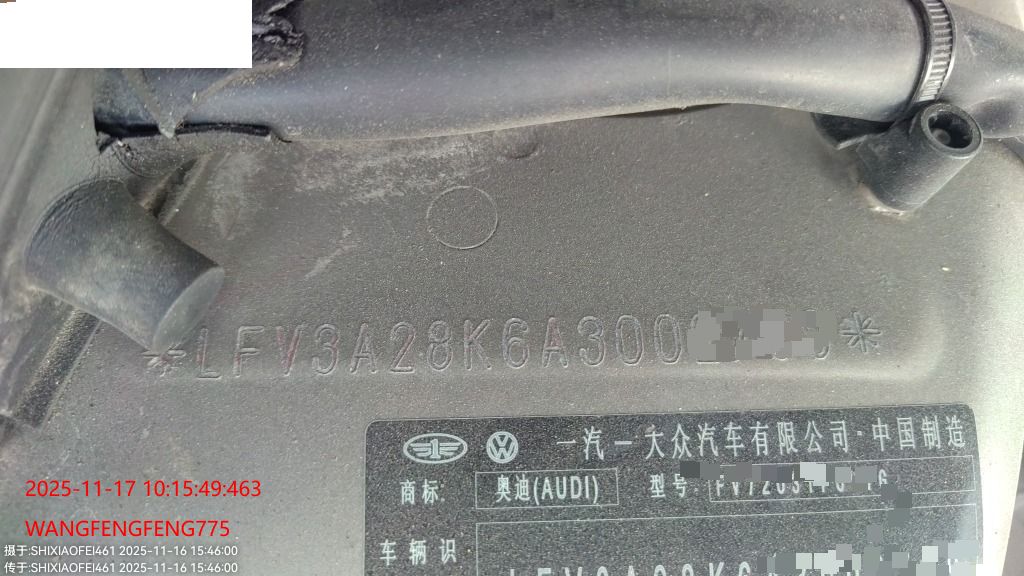 *LFV3A28K6A300
一汽一大众汽车有限公司·中国制造
商标: 奥迪(AUDI) 型号:
车辆识
2025-11-17 10:15:49:463
WANGFENGFENG775
摄于:SHIXIAOFEI461 2025-11-16 15:46:00
传于:SHIXIAOFEI461 2025-11-16 15:46:00